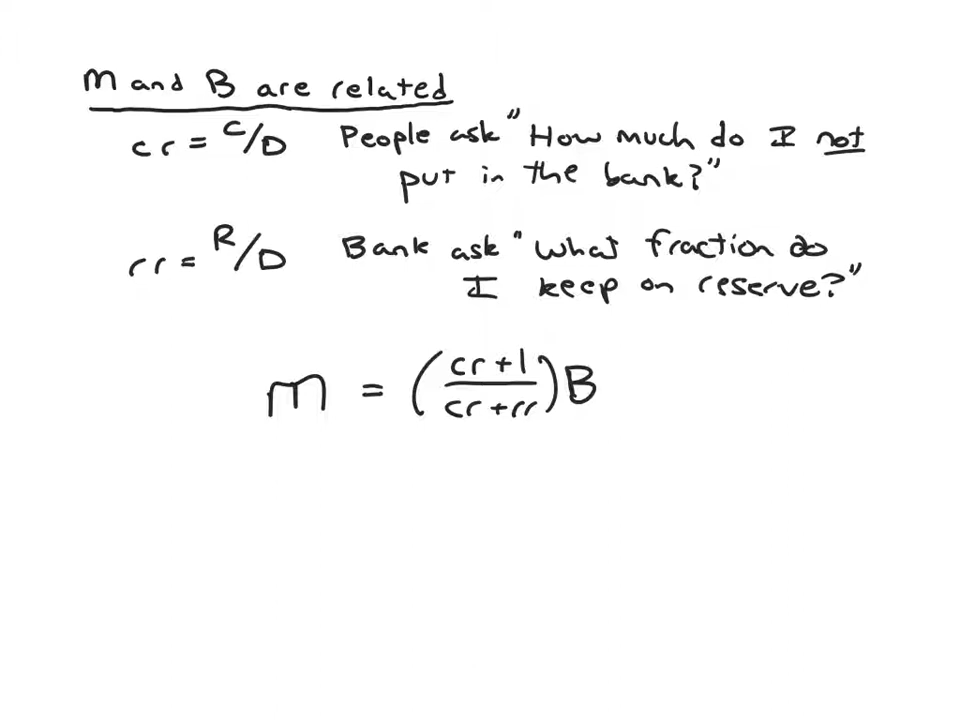 M and B are related
cr = C/D People ask "How much do I not
put in the bank?"
rr = R/D Bank ask "what fraction do
I keep on reserve?"
M = (cr+1/cr+rr)B